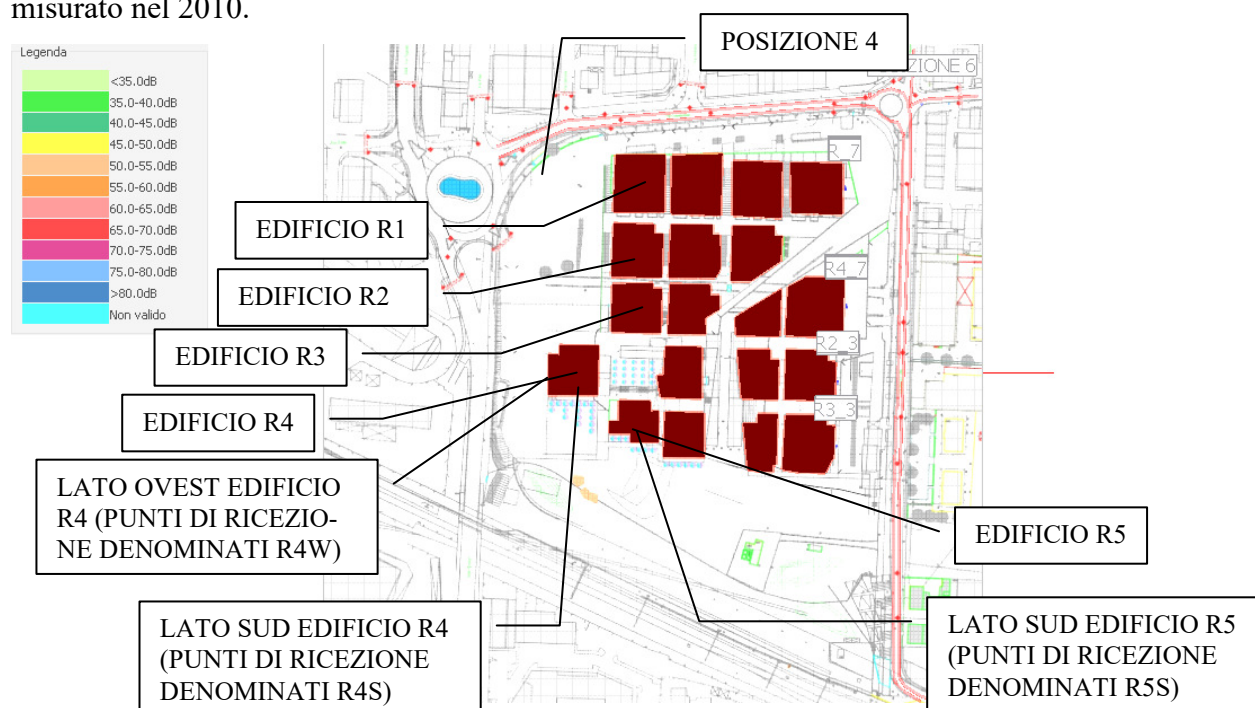 misurato nel 2010.
Legenda
<35.0dB
35.0-40.0dB
40.0-45.0dB
45.0-50.0dB
50.0-55.0dB
55.0-60.0dB
60.0-65.0dB
65.0-70.0dB
70.0-75.0dB
75.0-80.0dB
>80.0dB
Non valido
POSIZIONE 4
ZIONE 6
R_7
EDIFICIO R1
EDIFICIO R2
R4_7
EDIFICIO R3
R2_3
EDIFICIO R4
R3_3
LATO OVEST EDIFICIO
R4 (PUNTI DI RICEZIO-
NE DENOMINATI R4W)
EDIFICIO R5
LATO SUD EDIFICIO R4
(PUNTI DI RICEZIONE
DENOMINATI R4S)
LATO SUD EDIFICIO R5
(PUNTI DI RICEZIONE
DENOMINATI R5S)